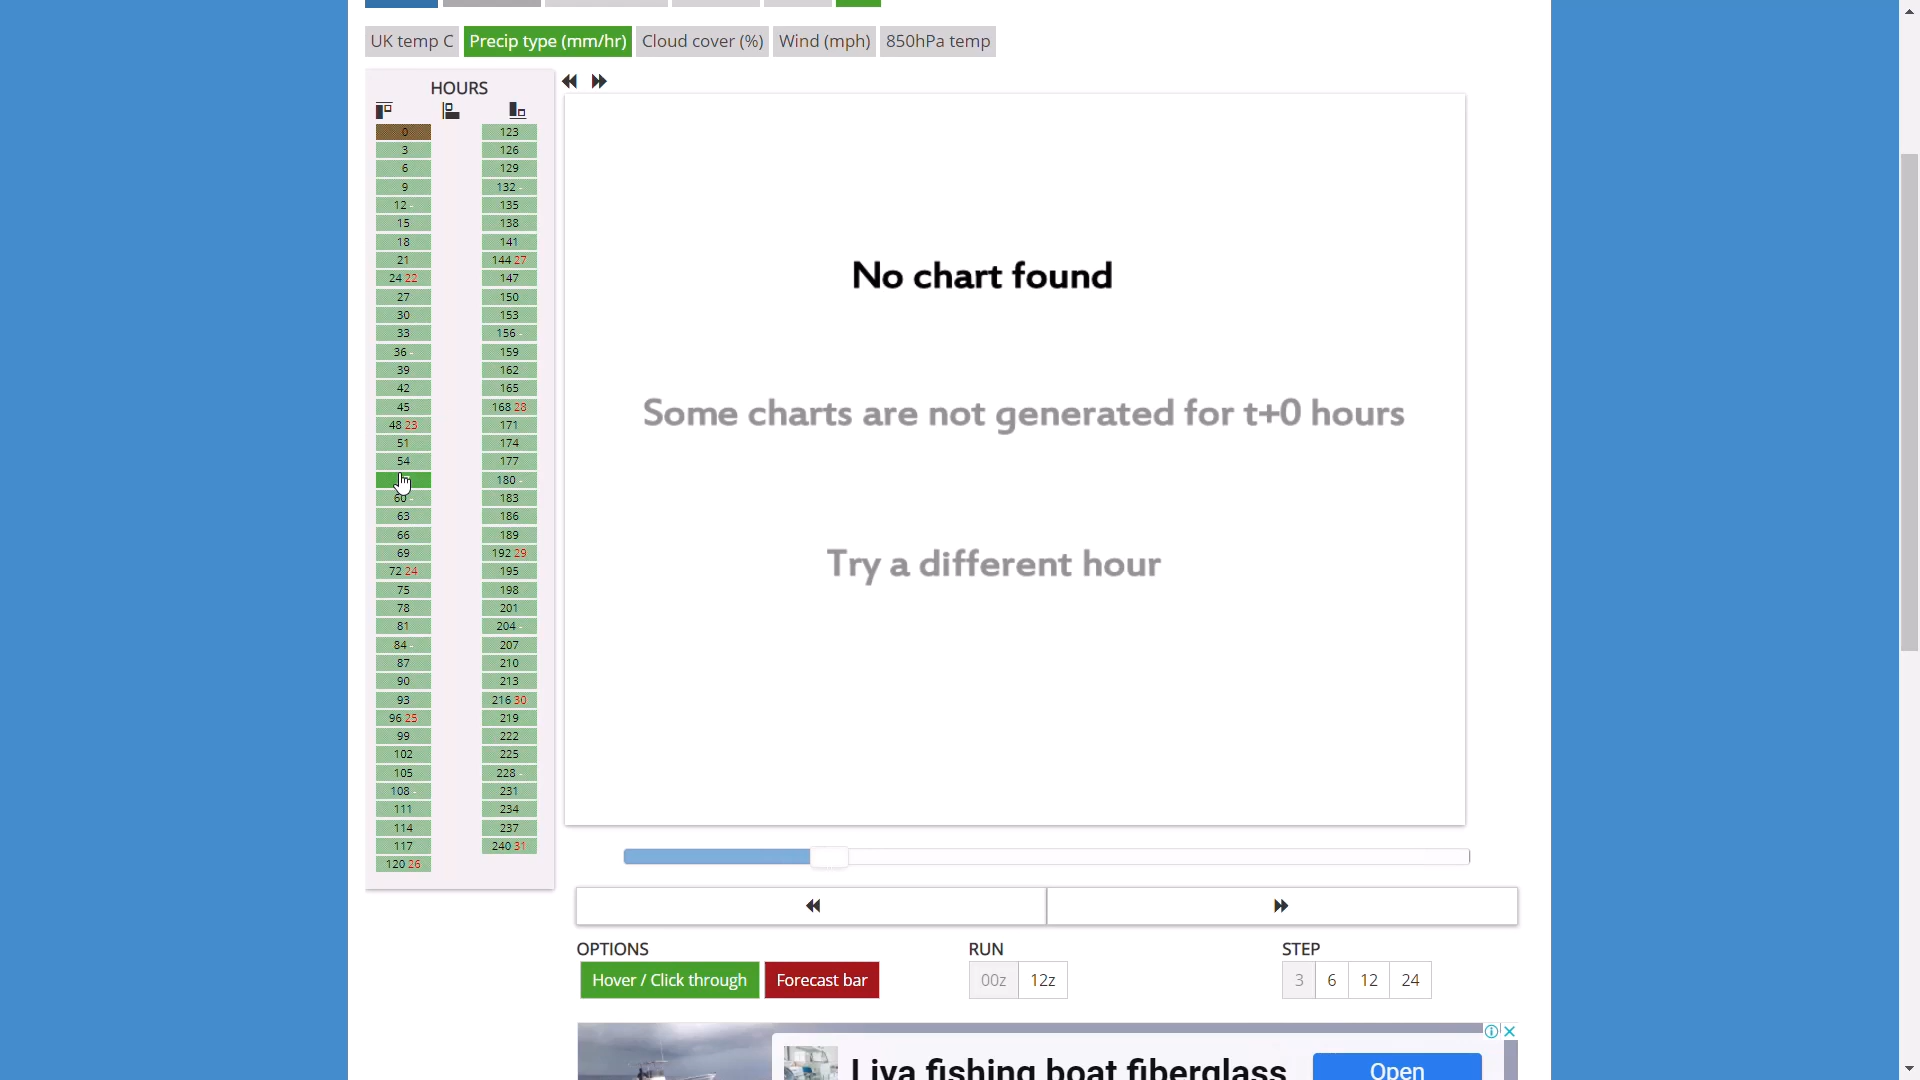 UK temp C Precip type (mm/hr) Cloud cover (%) Wind (mph) 850hPa temp
HOURS
0 123
3 126
6 129
9 132 -
12 - 135
15 138
18 141
21 144 27
24 22 147
27 150
30 153
33 156 -
36 - 159
39 162
42 165
45 168 28
48 23 171
51 174
54 177
180 -
60 - 183
63 186
66 189
69 192 29
72 24 195
75 198
78 201
81 204 -
84 - 207
87 210
90 213
93 216 30
96 25 219
99 222
102 225
105 228 -
108 - 231
111 234
114 237
117 240 31
120 26
No chart found
Some charts are not generated for t+0 hours
Try a different hour
OPTIONS RUN STEP
Hover / Click through Forecast bar 00z 12z 3 6 12 24
Liya fishing boat fiberglass Open